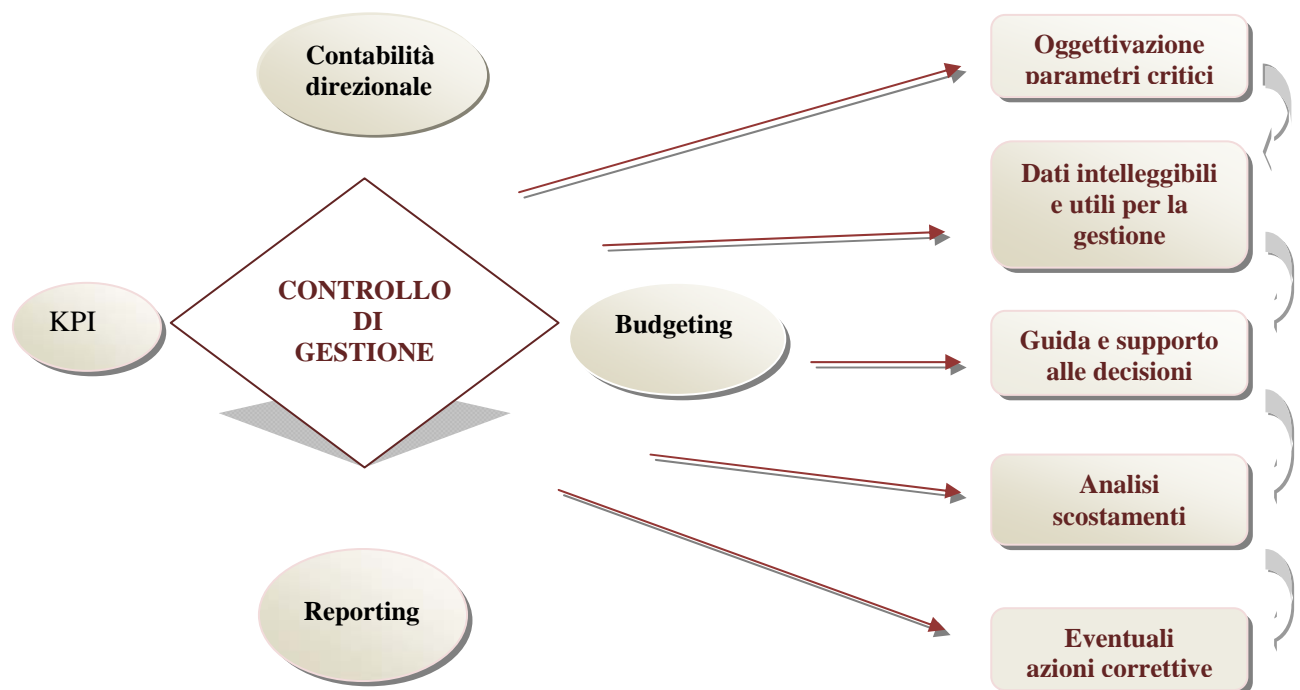 Contabilità
direzionale
KPI
CONTROLLO
DI
GESTIONE
Budgeting
Reporting
Oggettivazione
parametri critici
Dati intelleggibili
e utili per la
gestione
Guida e supporto
alle decisioni
Analisi
scostamenti
Eventuali
azioni correttive